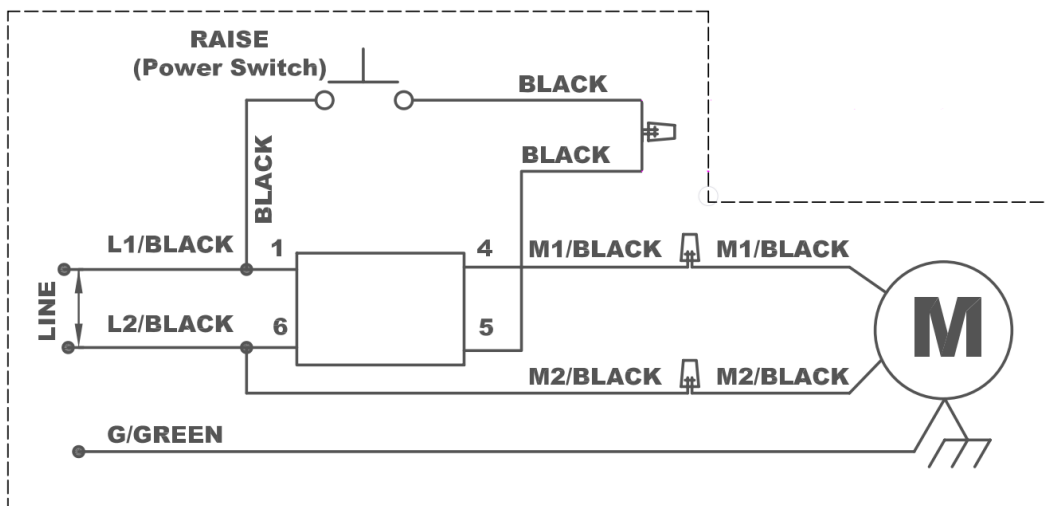 RAISE
(Power Switch)
BLACK
BLACK
BLACK
L1/BLACK
1
4
M1/BLACK
M1/BLACK
LINE
L2/BLACK
6
5
M
M2/BLACK
M2/BLACK
G/GREEN